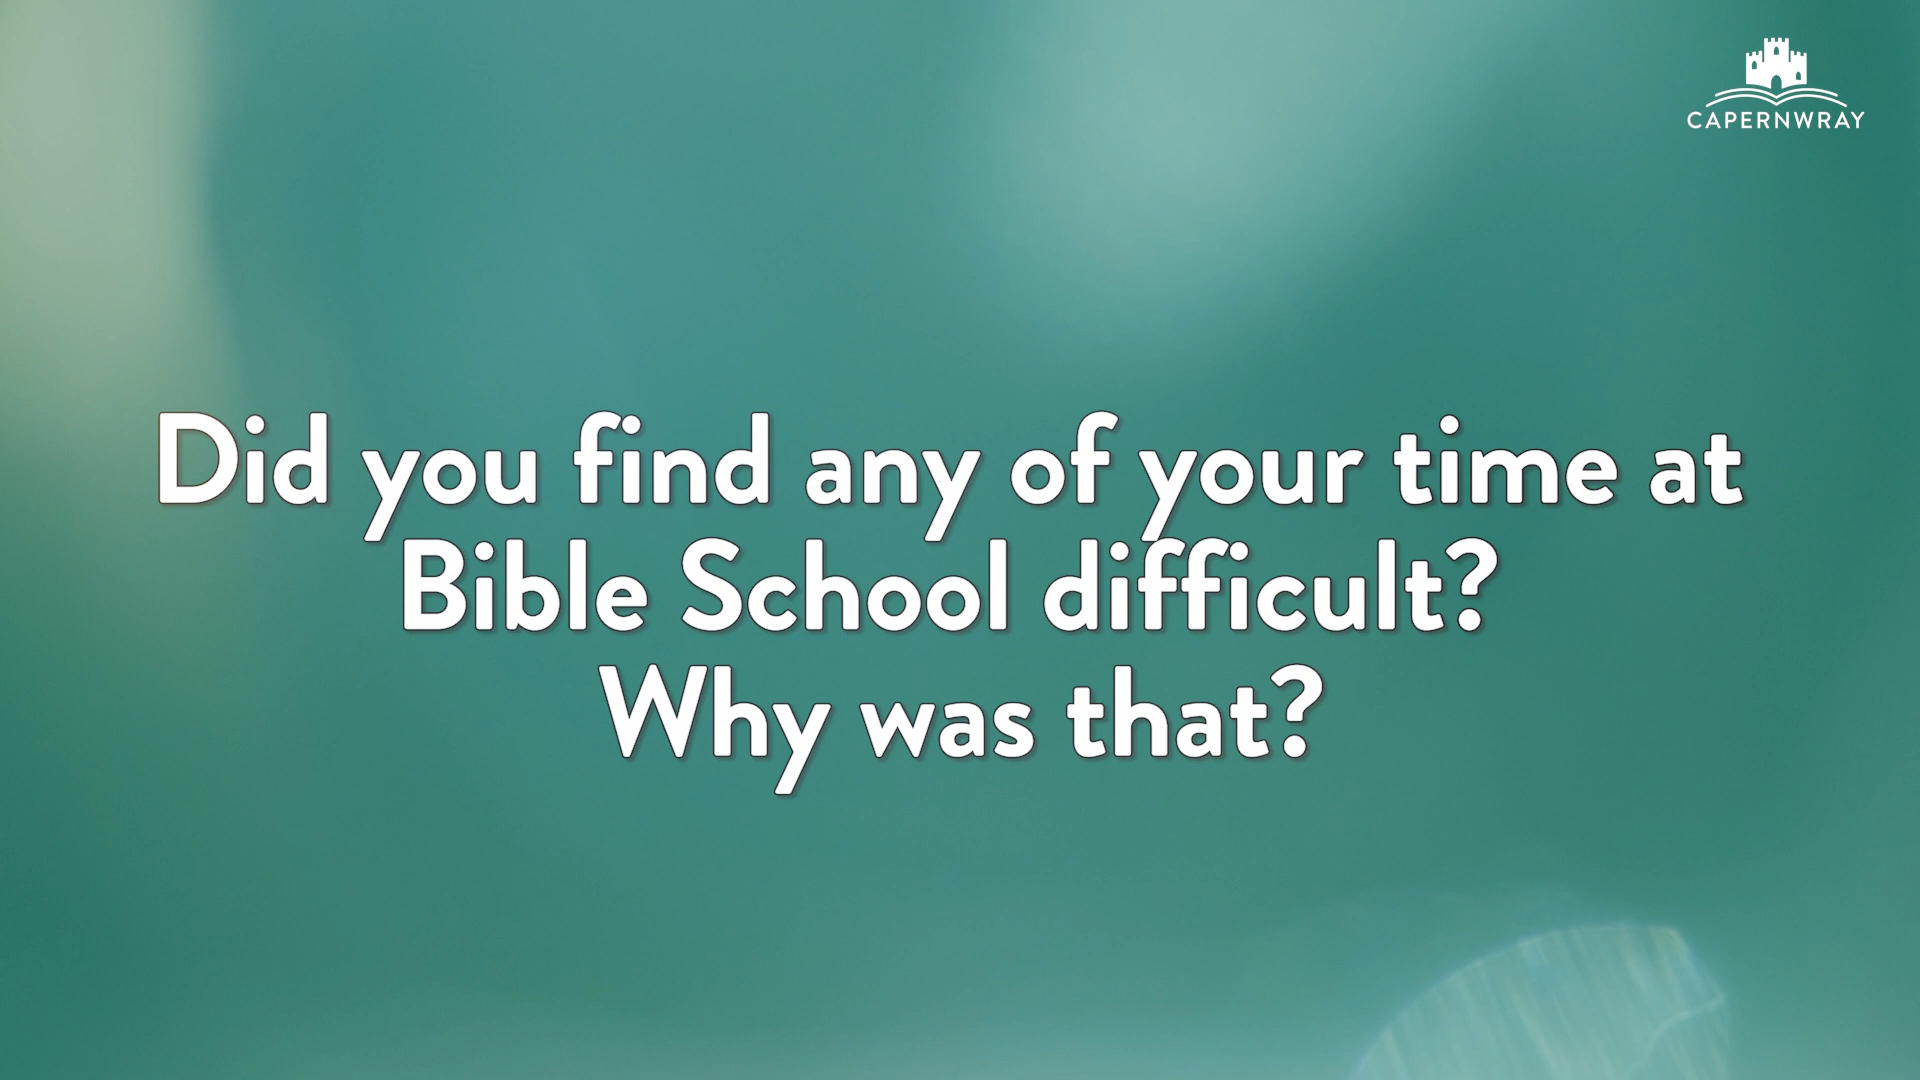 CAPERNWRAY
Did you find any of your time at
Bible School difficult?
Why was that?